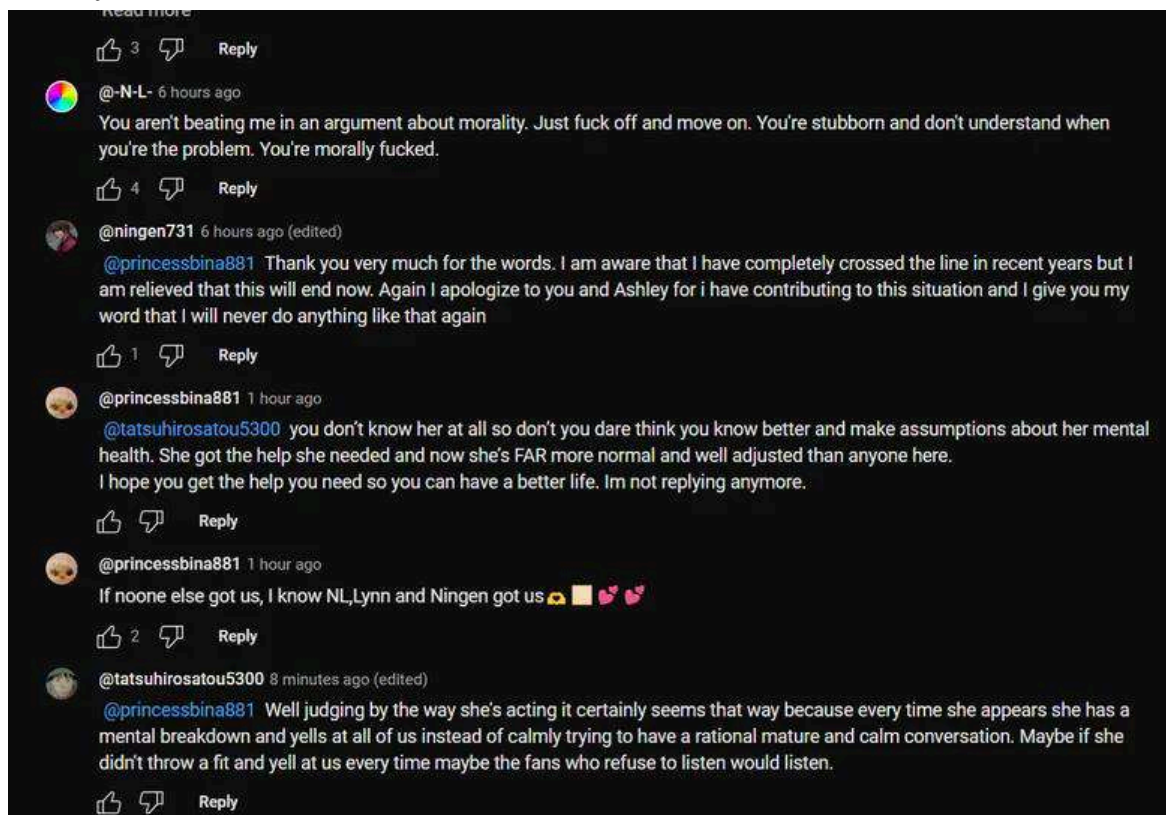 Read more
3 Reply
@-N-L- 6 hours ago
You aren't beating me in an argument about morality. Just fuck off and move on. You're stubborn and don't understand when
you're the problem. You're morally fucked.
4 Reply
@ningen731 6 hours ago (edited)
@princessbina881 Thank you very much for the words. I am aware that I have completely crossed the line in recent years but I
am relieved that this will end now. Again I apologize to you and Ashley for i have contributing to this situation and I give you my
word that I will never do anything like that again
1 Reply
@princessbina881 1 hour ago
@tatsuhirosatou5300 you don't know her at all so don't you dare think you know better and make assumptions about her mental
health. She got the help she needed and now she's FAR more normal and well adjusted than anyone here.
I hope you get the help you need so you can have a better life. Im not replying anymore.
Reply
@princessbina881 1 hour ago
If noone else got us, I know NL,Lynn and Ningen got us🫶🏻💕💕
2 Reply
@tatsuhirosatou5300 8 minutes ago (edited)
@princessbina881 Well judging by the way she's acting it certainly seems that way because every time she appears she has a
mental breakdown and yells at all of us instead of calmly trying to have a rational mature and calm conversation. Maybe if she
didn't throw a fit and yell at us every time maybe the fans who refuse to listen would listen.
Reply